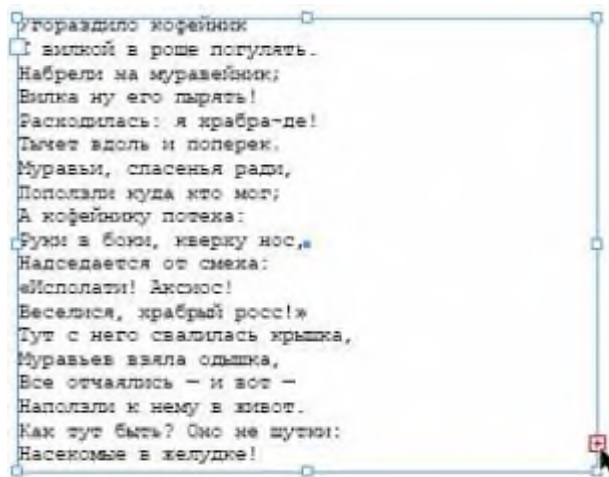 Угораздило кофейник
С вилкой в роще погулять.
Набрели на муравейник;
Вилка ну его пырять!
Расходилась: я храбра-де!
Тычет вдоль и поперек.
Муравьи, спасенья ради,
Поползли куда кто мог;
А кофейнику потеха:
Руки в боки, кверху нос,
Надседается от смеха:
«Исполати! Аксиос!
Веселися, храбрый росс!»
Тут с него свалилась крышка,
Муравьев взяла одышка,
Все отчаялись — и вот —
Наползли к нему в живот.
Как тут быть? Оно не шутки:
Насекомые в желудке!